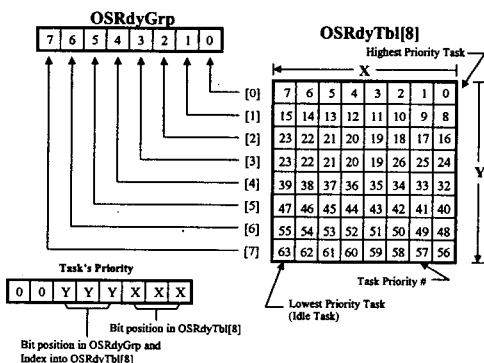 OSRdyGrp
OSRdyTbl[8]
7 6 5 4 3 2 1 0
Highest Priority Task
X
[0] 7 6 5 4 3 2 1 0
[1] 15 14 13 12 11 10 9 8
[2] 23 22 21 20 19 18 17 16
[3] 23 22 21 20 19 26 25 24
[4] 39 38 37 36 35 34 33 32
[5] 47 46 45 44 43 42 41 40
[6] 55 54 53 52 51 50 49 48
[7] 63 62 61 60 59 58 57 56
Y
Task's Priority
0 0 Y Y Y X X X
Bit position in OSRdyTbl[8]
Bit position in OSRdyGrp and
Index into OSRdyTbl[8]
Task Priority #
Lowest Priority Task
(Idle Task)